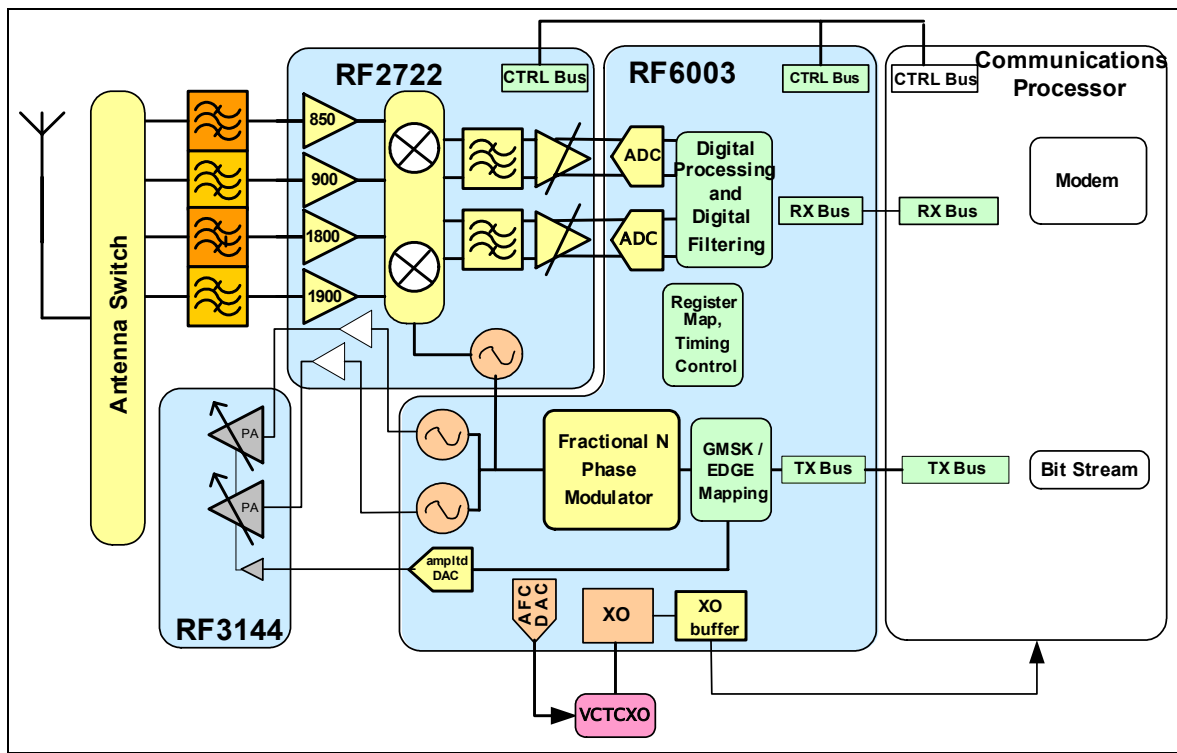 RF2722
CTRL Bus
RF6003
CTRL Bus
CTRL Bus
Communications
Processor
Antenna Switch
850
900
1800
1900
ADC
ADC
Digital
Processing
and
Digital
Filtering
RX Bus
RX Bus
Modem
Register
Map,
Timing
Control
PA
PA
Fractional N
Phase
Modulator
GMSK /
EDGE
Mapping
TX Bus
TX Bus
Bit Stream
ampltd
DAC
RF3144
AFC
DAC
XO
XO
buffer
VCTCXO